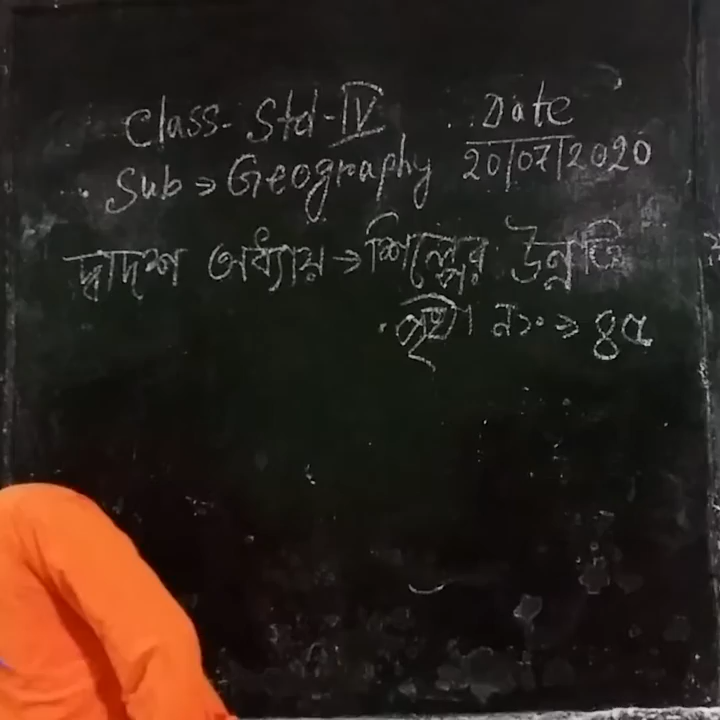 Class- Std-IV Date
Sub → Geography 20/07/2020
দ্বাদশ অধ্যায় → শিল্পের উন্নতি
পৃষ্ঠা নং → ৪৫